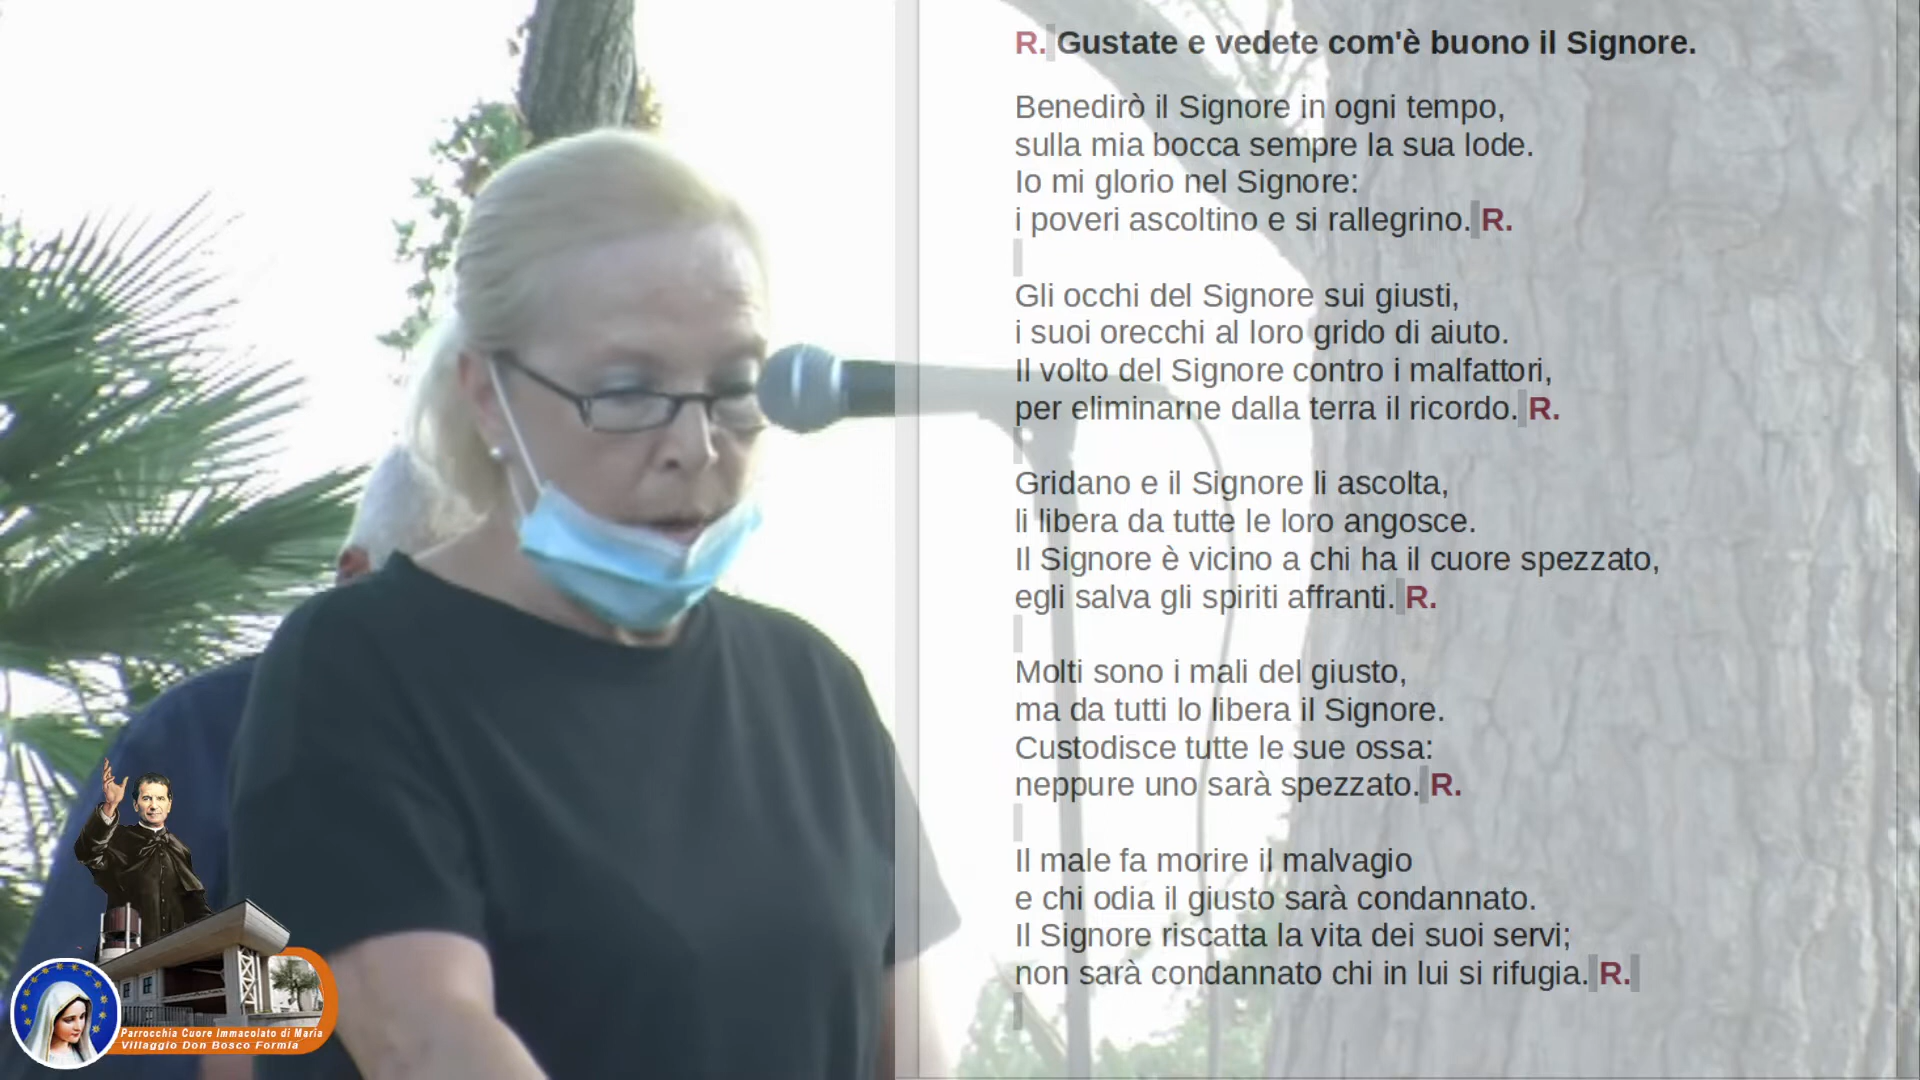 R. Gustate e vedete com'è buono il Signore.
Benedirò il Signore in ogni tempo,
sulla mia bocca sempre la sua lode.
Io mi glorio nel Signore:
i poveri ascoltino e si rallegrino. R.
Gli occhi del Signore sui giusti,
i suoi orecchi al loro grido di aiuto.
Il volto del Signore contro i malfattori,
per eliminarne dalla terra il ricordo. R.
Gridano e il Signore li ascolta,
li libera da tutte le loro angosce.
Il Signore è vicino a chi ha il cuore spezzato,
egli salva gli spiriti affranti. R.
Molti sono i mali del giusto,
ma da tutti lo libera il Signore.
Custodisce tutte le sue ossa:
neppure uno sarà spezzato. R.
Il male fa morire il malvagio
e chi odia il giusto sarà condannato.
Il Signore riscatta la vita dei suoi servi;
non sarà condannato chi in lui si rifugia. R.
Parrocchia Cuore Immacolato di Maria
Villaggio Don Bosco Formia